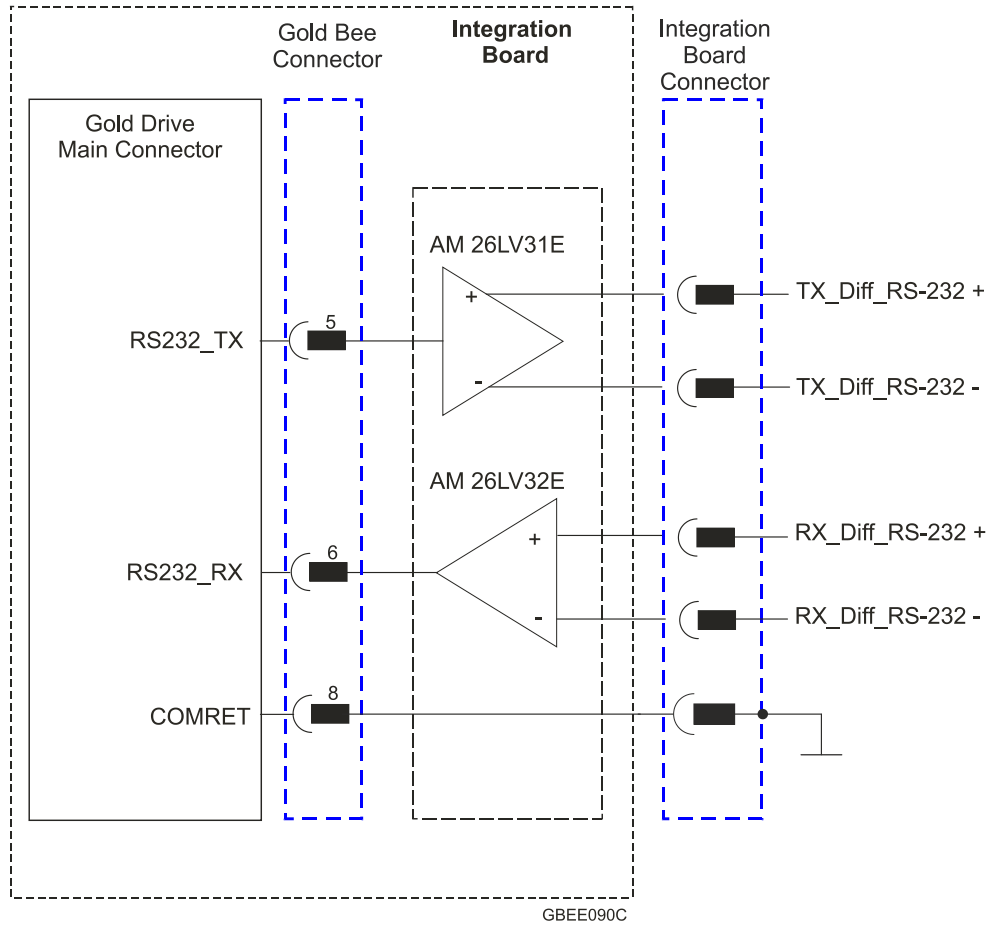 Gold Bee
Connector
Integration
Board
Integration
Board
Connector
Gold Drive
Main Connector
AM 26LV31E
+
-
TX_Diff_RS-232 +
RS232_TX
5
TX_Diff_RS-232 -
AM 26LV32E
+
-
RX_Diff_RS-232 +
RS232_RX
6
RX_Diff_RS-232 -
COMRET
8
GBEE090C